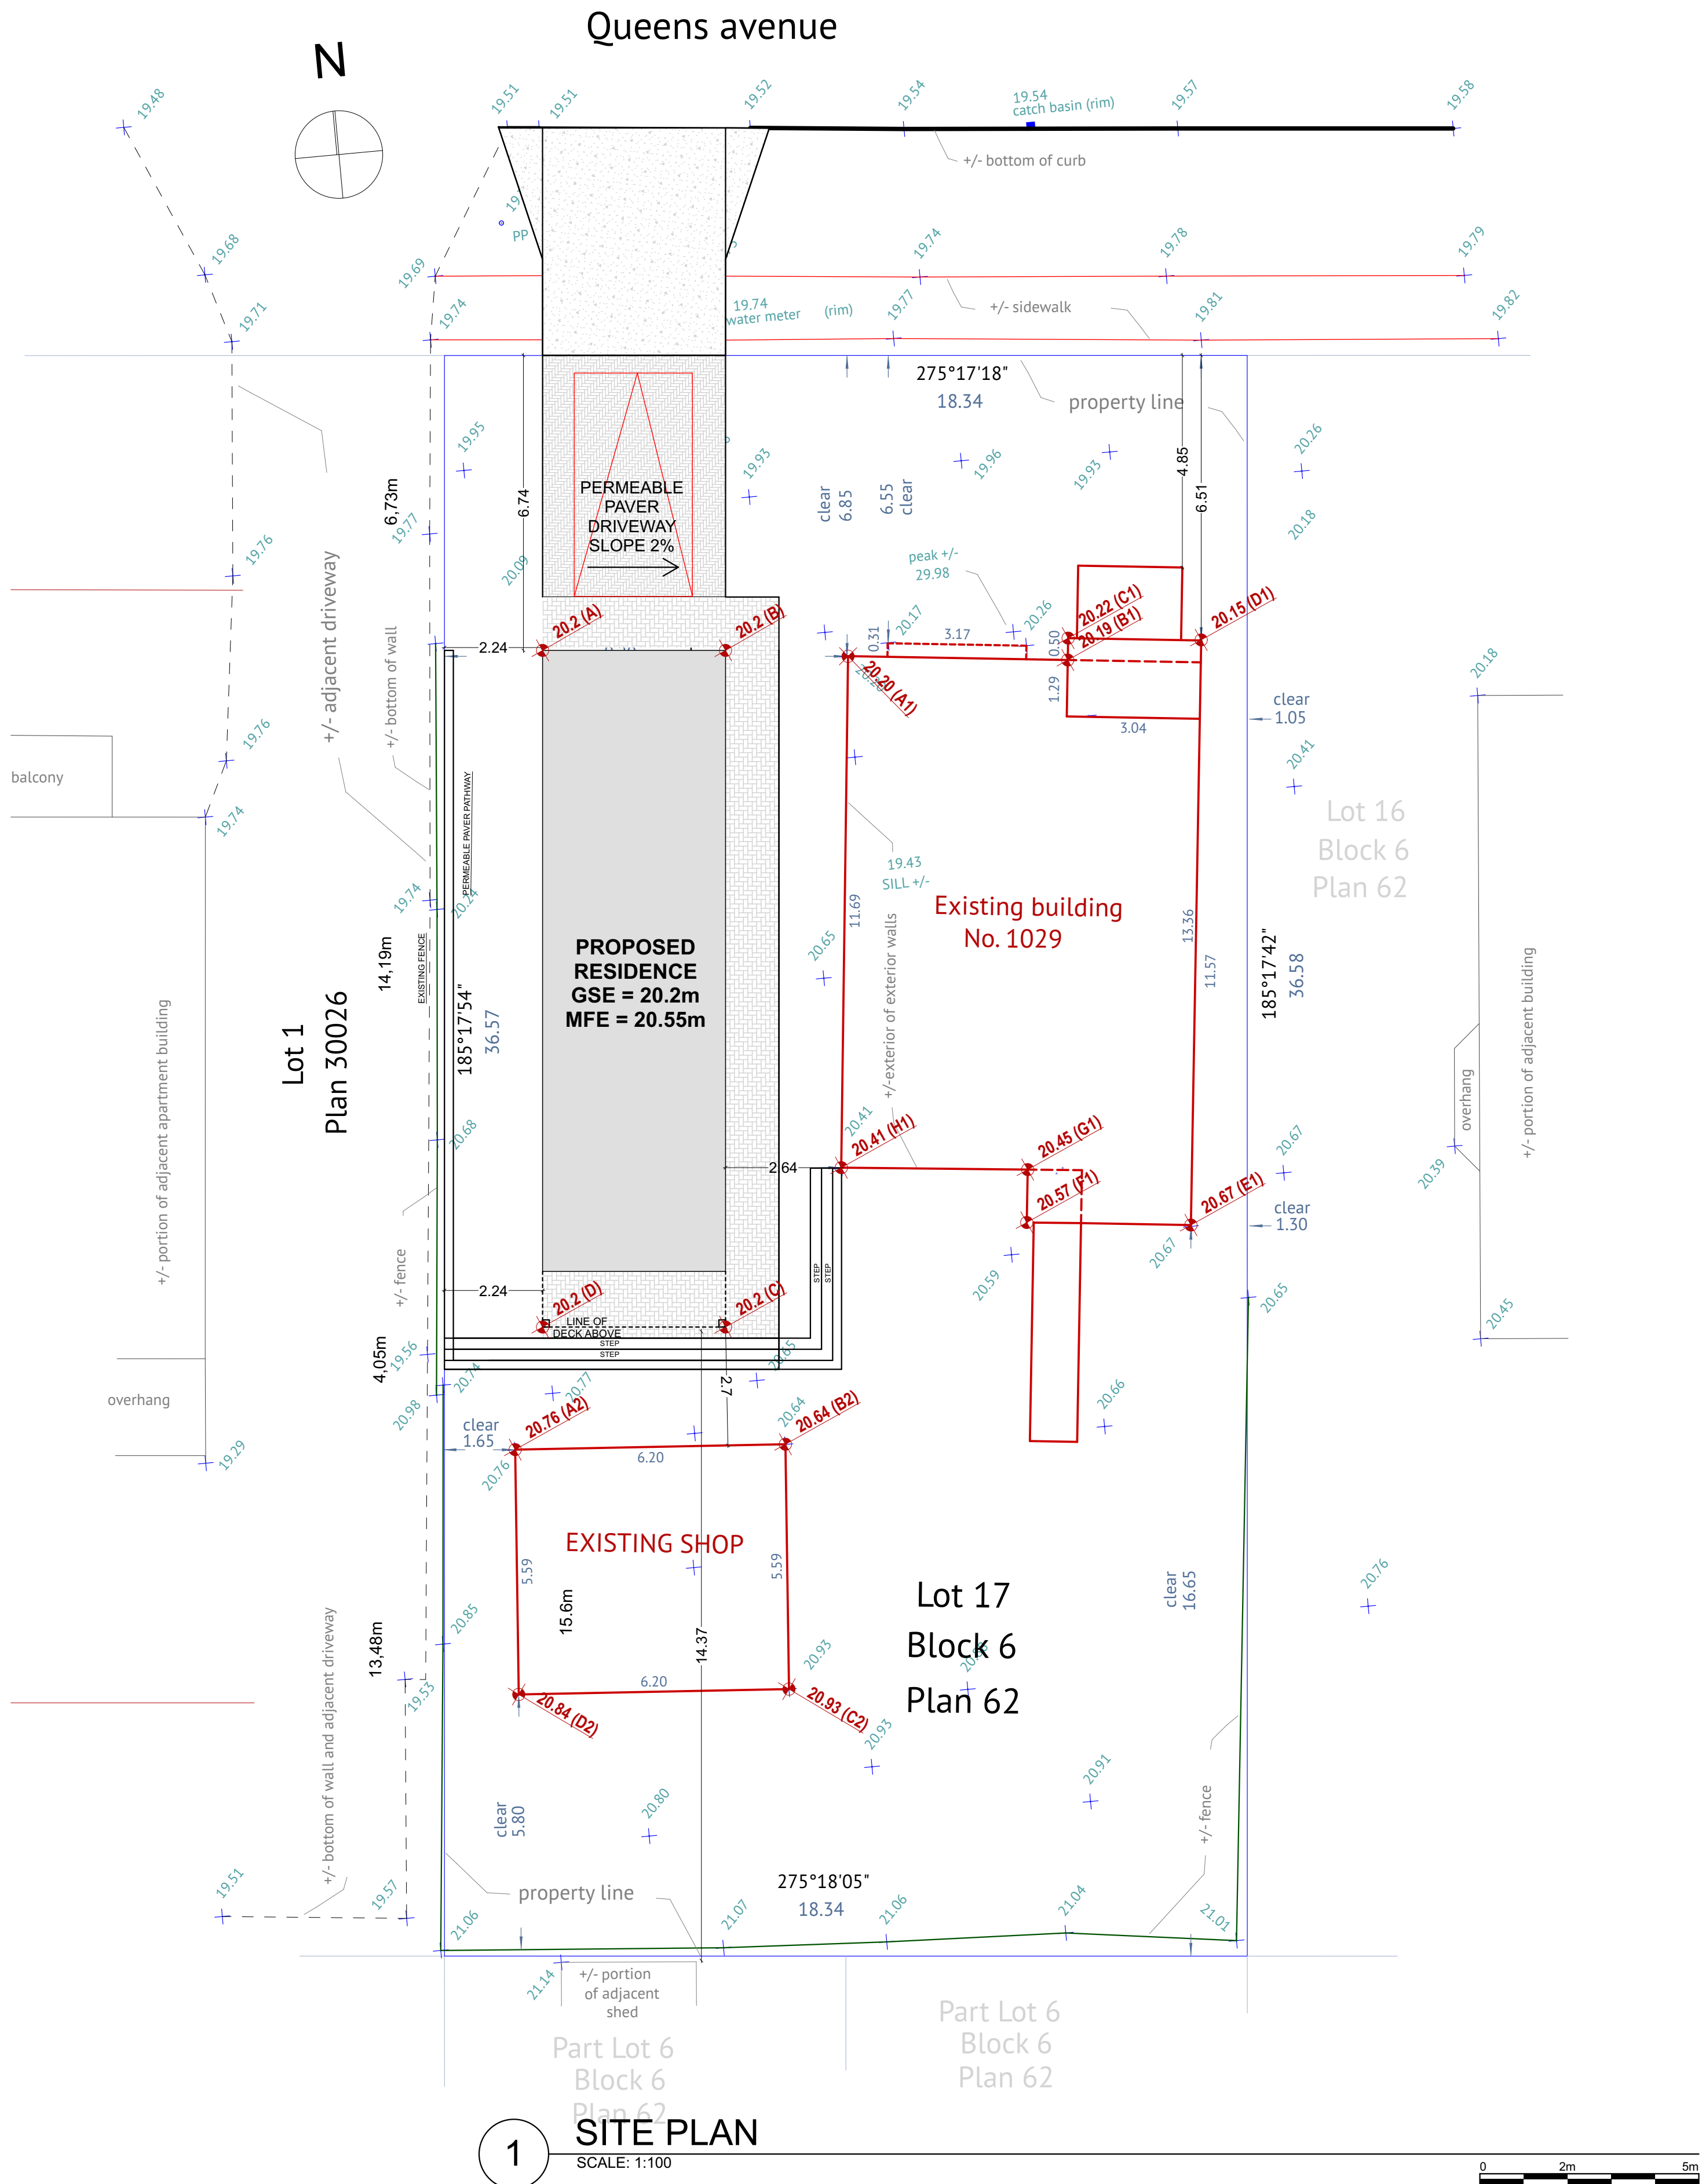 Queens avenue
N
19.48
19.51
19.51
19.52
19.54
19.54
catch basin (rim)
19.57
19.58
+/- bottom of curb
PP
19.68
19.69
19.74
19.78
19.79
19.71
19.74
19.74
water meter (rim)
19.77
+/- sidewalk
19.81
19.82
275°17'18"
18.34
property line
19.95
19.93
19.96
19.93
20.26
4.85
6.51
6,73m
6.74
19.77
PERMEABLE
PAVER
DRIVEWAY
SLOPE 2%
clear
6.85
6.55
clear
20.18
19.76
20.09
peak +/-
29.98
+/- adjacent driveway
+/- bottom of wall
20.2 (A)
20.2 (B)
20.17
20.26
20.22 (C1)
20.19 (B1)
20.15 (D1)
2.24
0.31
3.17
0.50
20.20 (A1)
1.29
3.04
clear
1.05
20.18
19.76
balcony
19.74
PERMEABLE PAVER PATHWAY
20.41
Lot 16
Block 6
Plan 62
19.74
20.24
19.43
SILL +/-
11.69
Existing building
No. 1029
13.36
11.57
EXISTING FENCE
14,19m
PROPOSED
RESIDENCE
GSE = 20.2m
MFE = 20.55m
20.65
+/-exterior of exterior walls
185°17'42"
36.58
+/- portion of adjacent building
185°17'54"
36.57
Lot 1
Plan 30026
+/- portion of adjacent apartment building
overhang
20.68
20.41
20.41 (H1)
20.45 (G1)
2.64
20.57 (F1)
20.67
20.67 (E1)
20.39
clear
1.30
+/- fence
20.59
20.67
STEP
STEP
2.24
20.2 (D)
20.2 (C)
LINE OF
DECK ABOVE
STEP
STEP
20.65
20.45
4,05m
19.56
20.74
20.77
20.65
2.7
overhang
20.98
clear
1.65
20.76 (A2)
20.64
20.64 (B2)
20.66
19.29
20.76
6.20
EXISTING SHOP
5.59
5.59
15.6m
14.37
Lot 17
Block 6
Plan 62
clear
16.65
20.76
20.85
13,48m
6.20
20.93
19.53
20.84 (D2)
20.93 (C2)
20.93
20.91
+/- bottom of wall and adjacent driveway
clear
5.80
20.80
+/- fence
275°18'05"
18.34
property line
19.51
19.57
21.06
21.07
21.06
21.04
21.01
21.14
+/- portion
of adjacent
shed
Part Lot 6
Block 6
Plan 62
Part Lot 6
Block 6
Plan 62
1
SITE PLAN
SCALE: 1:100
0 2m 5m